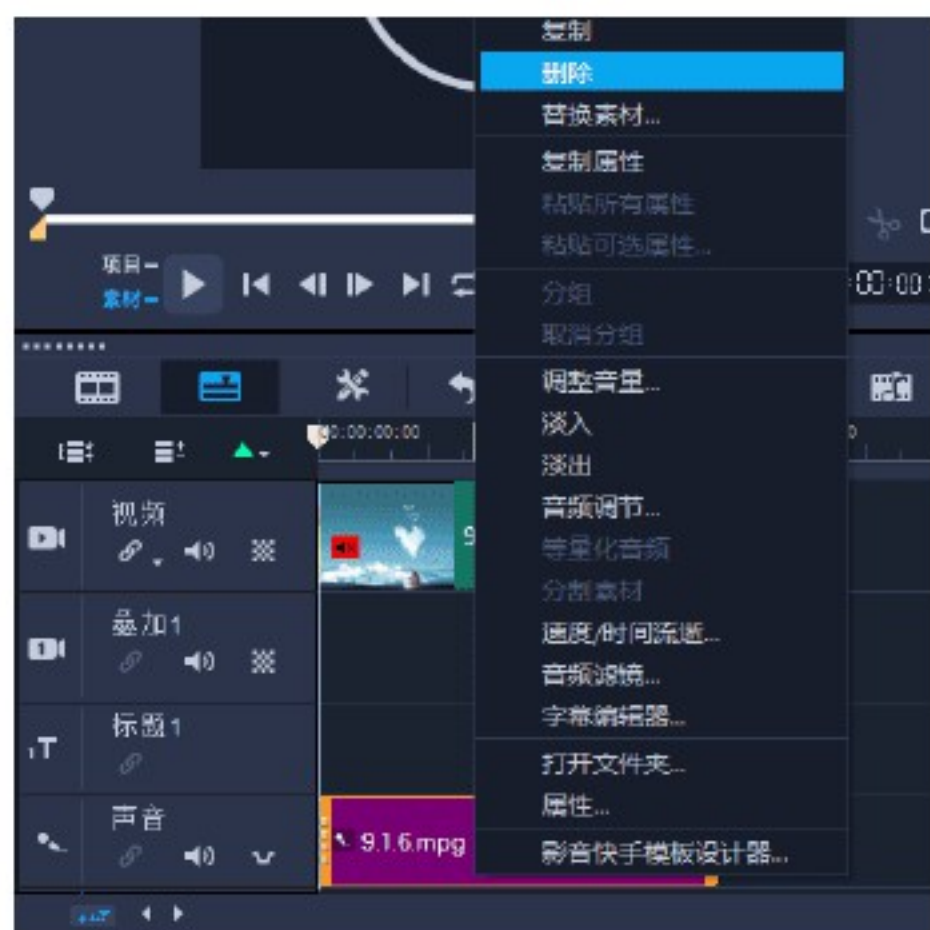 复制
删除
替换素材...
复制属性
粘贴所有属性
粘贴可选属性...
分组
取消分组
调整音量...
淡入
淡出
音频调节...
等量化音频
分割素材
速度/时间流逝...
音频滤镜...
字幕编辑器...
打开文件夹...
属性...
影音快手模板设计器...
项目
素材
:00:00
00:00:00:00
视频
叠加1
标题1
声音
9.1.6.mpg